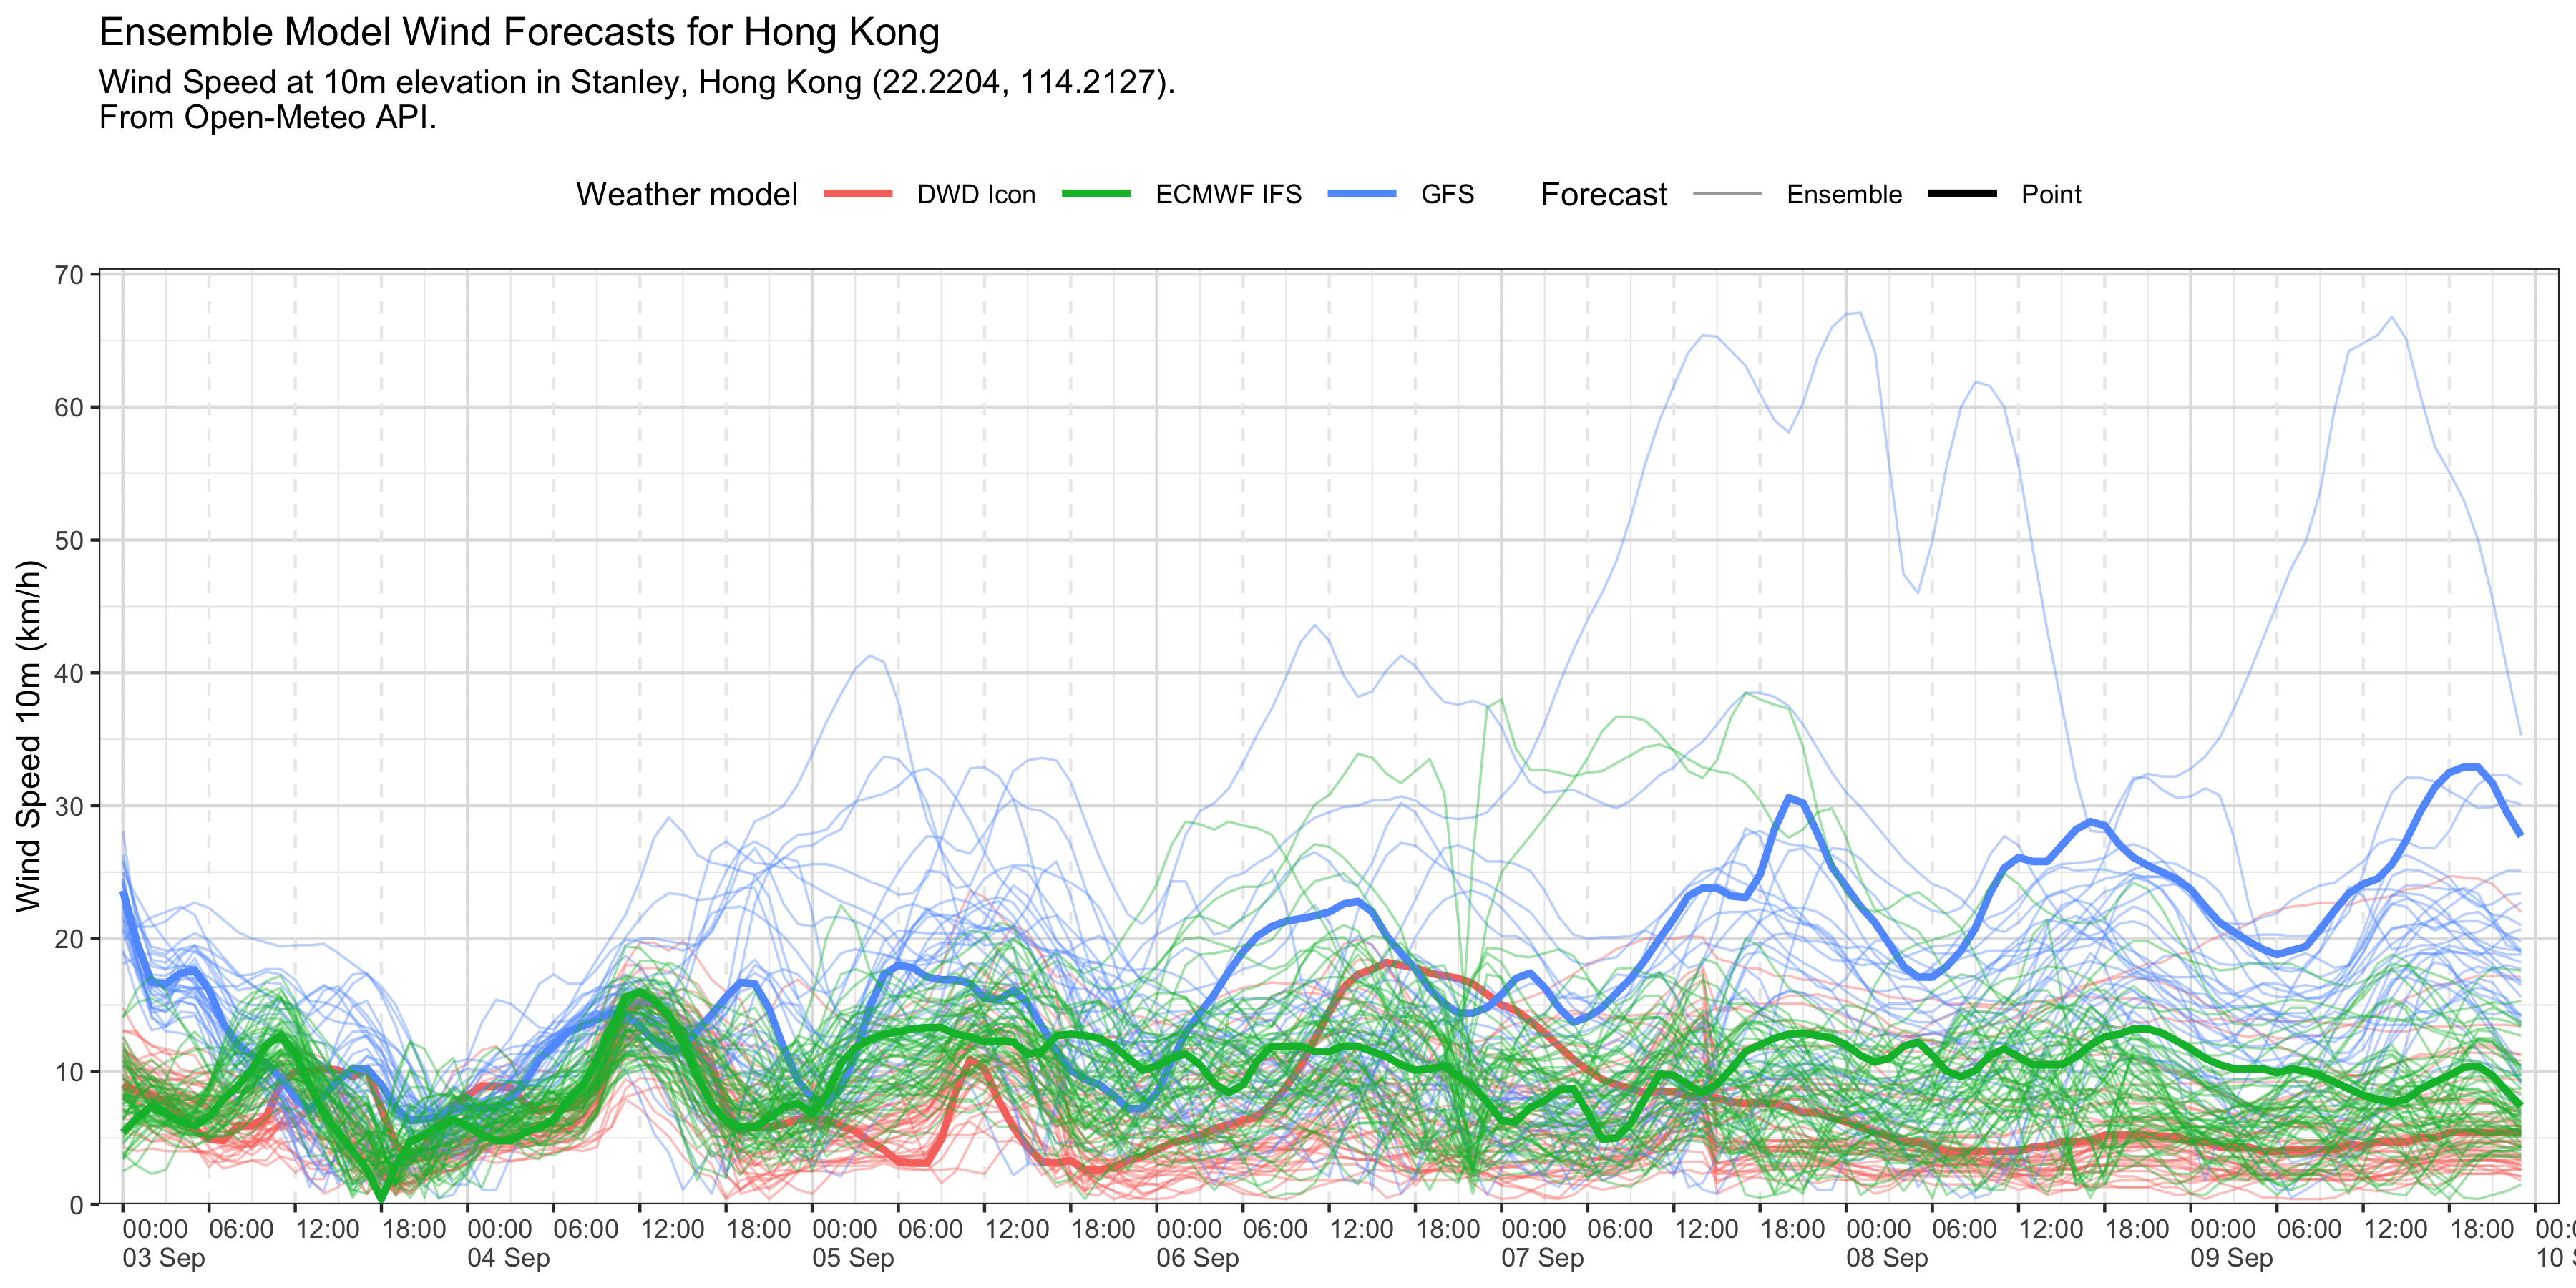 Ensemble Model Wind Forecasts for Hong Kong
Wind Speed at 10m elevation in Stanley, Hong Kong (22.2204, 114.2127).
From Open-Meteo API.
Weather model DWD Icon ECMWF IFS GFS Forecast Ensemble Point
Wind Speed 10m (km/h)
70
60
50
40
30
20
10
0
00:00 06:00 12:00 18:00 00:00 06:00 12:00 18:00 00:00 06:00 12:00 18:00 00:00 06:00 12:00 18:00 00:00 06:00 12:00 18:00 00:00 06:00 12:00 18:00 00:00 06:00 12:00 18:00 00:
03 Sep 04 Sep 05 Sep 06 Sep 07 Sep 08 Sep 09 Sep 10